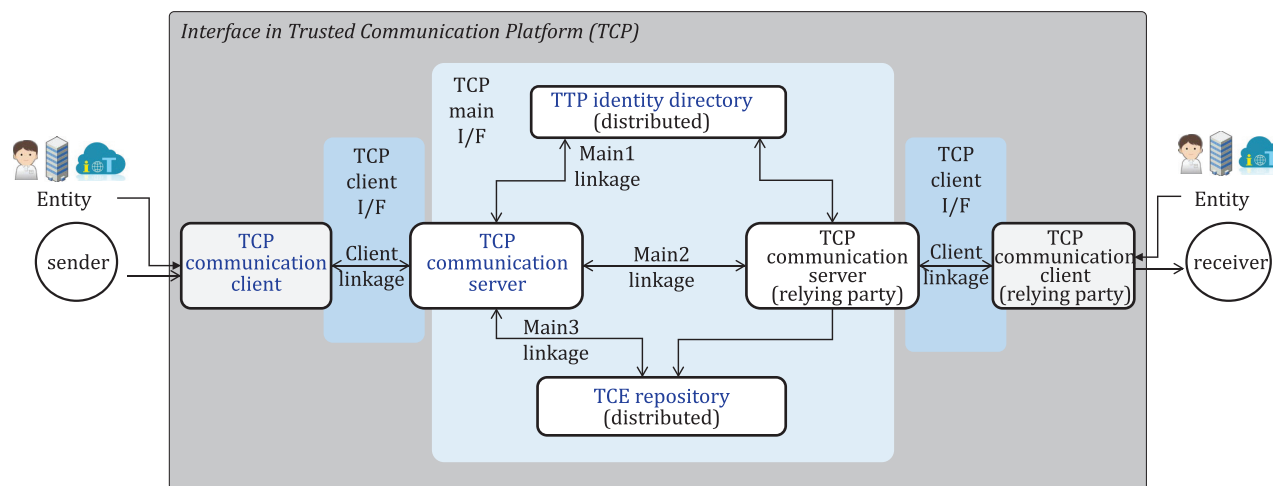 Interface in Trusted Communication Platform (TCP)
TCP
main
I/F
TTP identity directory
(distributed)
Main1
linkage
TCP
client
I/F
TCP
client
I/F
ioT
Entity
sender
ioT
Entity
receiver
TCP
communication
client
Client
linkage
TCP
communication
server
Main2
linkage
TCP
communication
server
(relying party)
Client
linkage
TCP
communication
client
(relying party)
Main3
linkage
TCE repository
(distributed)